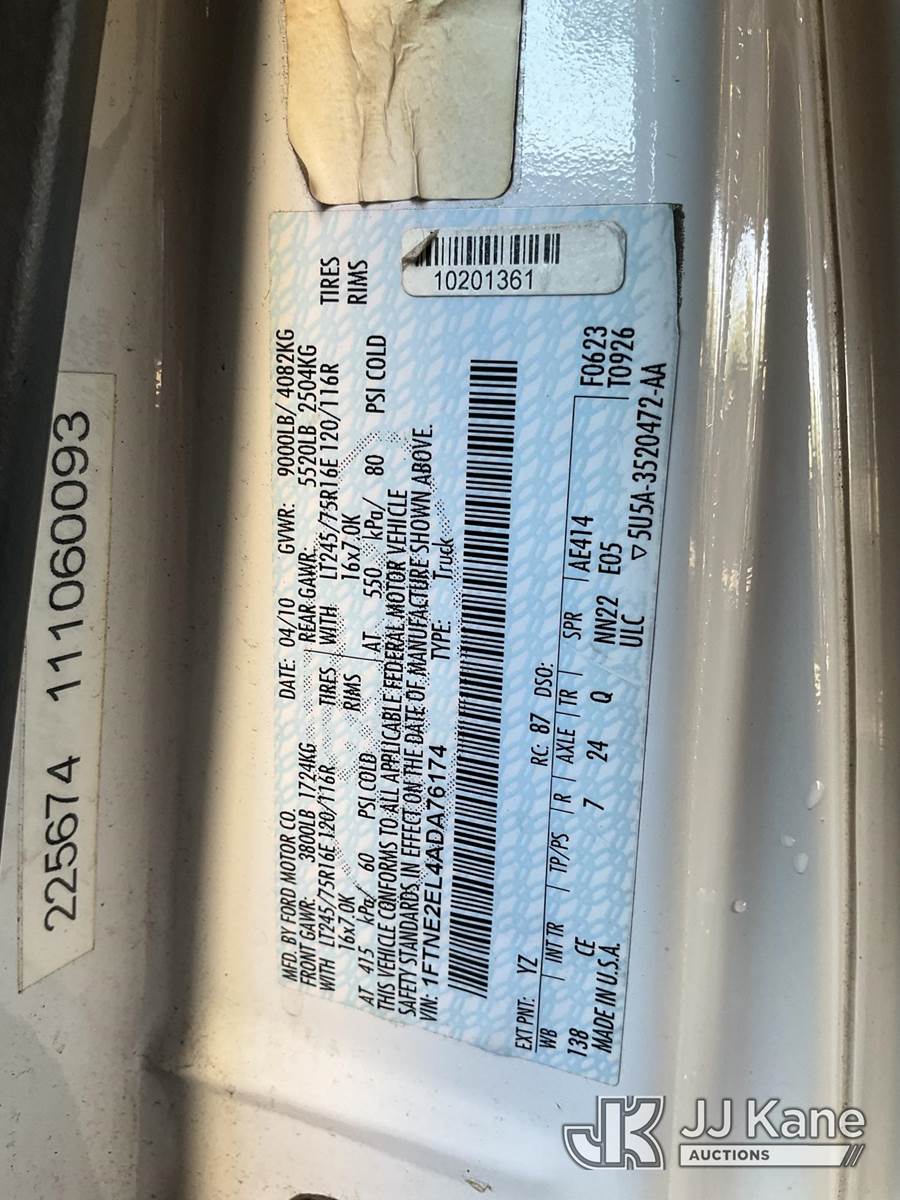 225674 11060093
MFD. BY FORD MOTOR CO. DATE: 04/10 GVWR: 9000LB/ 4082KG
FRONT GAWR: 3800LB 1724KG REAR GAWR: 5520LB 2504KG
WITH LT245/75R16E 120/116R TIRES WITH LT245/75R16E 120/116R TIRES
16x7.0K RIMS 16x7.0K RIMS
AT 415 kPa/ 60 PSI COLD AT 550 kPa/ 80 PSI COLD
THIS VEHICLE CONFORMS TO ALL APPLICABLE FEDERAL MOTOR VEHICLE
SAFETY STANDARDS IN EFFECT ON THE DATE OF MANUFACTURE SHOWN ABOVE.
VIN: 1FTNE2EL4ADA76174 TYPE: Truck
10201361
EXT PNT: YZ RC: 87 DSO: F0623
WB INT TR TP/PS R AXLE TR SPR AE414 T0926
138 CE 7 24 Q NN22 E05
MADE IN U.S.A. ULC ▽5U5A-3520472-AA
JK JJ Kane
AUCTIONS